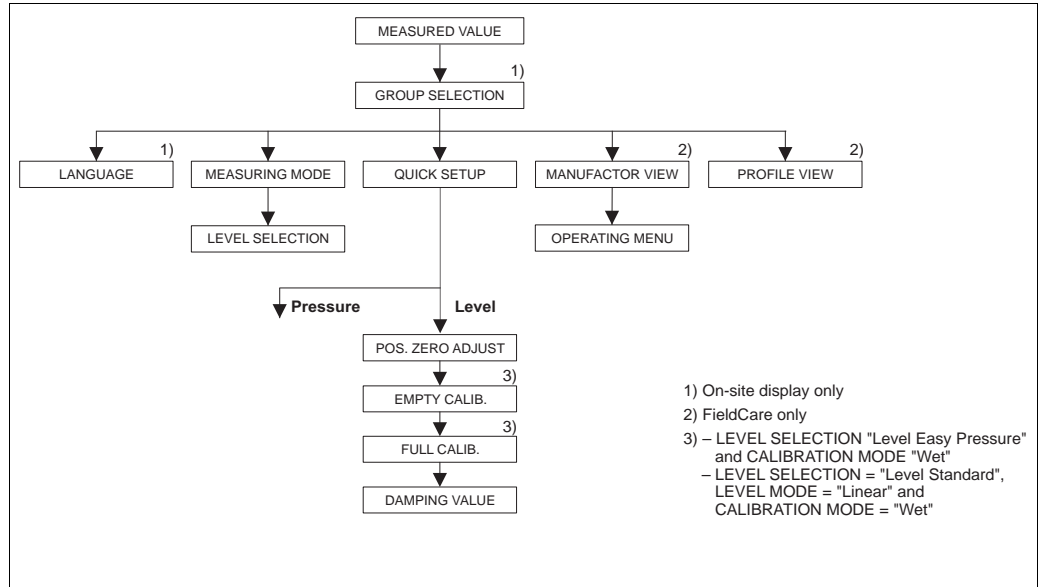 MEASURED VALUE
1)
GROUP SELECTION
1)
LANGUAGE
MEASURING MODE
QUICK SETUP
2)
MANUFACTOR VIEW
2)
PROFILE VIEW
LEVEL SELECTION
OPERATING MENU
Pressure
Level
POS. ZERO ADJUST
3)
EMPTY CALIB.
3)
FULL CALIB.
DAMPING VALUE
1) On-site display only
2) FieldCare only
3) – LEVEL SELECTION "Level Easy Pressure"
and CALIBRATION MODE "Wet"
– LEVEL SELECTION = "Level Standard",
LEVEL MODE = "Linear" and
CALIBRATION MODE = "Wet"